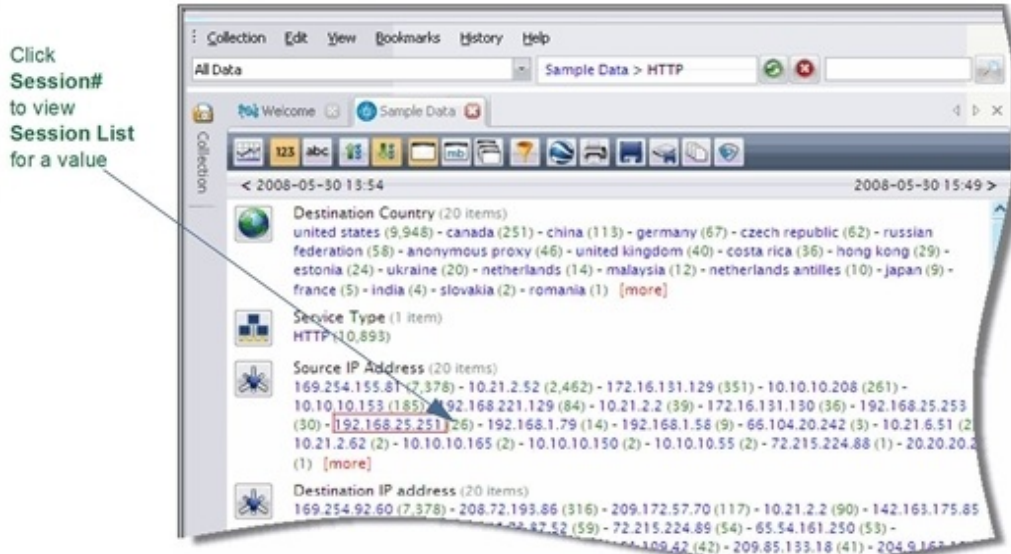 Click
Session#
to view
Session List
for a value
Collection Edit View Bookmarks History Help
All Data
Sample Data > HTTP
Welcome
Sample Data
Collection
123 abc mb
< 2008-05-30 13:54
2008-05-30 15:49 >
Destination Country (20 items)
united states (9,948) - canada (251) - china (113) - germany (67) - czech republic (62) - russian
federation (58) - anonymous proxy (46) - united kingdom (40) - costa rica (36) - hong kong (29) -
estonia (24) - ukraine (20) - netherlands (14) - malaysia (12) - netherlands antilles (10) - japan (9) -
france (5) - india (4) - slovakia (2) - romania (1) [more]
Service Type (1 item)
HTTP (10,893)
Source IP Address (20 items)
169.254.155.81 (7,378) - 10.21.2.52 (2,462) - 172.16.131.129 (351) - 10.10.10.208 (261) -
10.10.10.153 (185) 192.168.221.129 (84) - 10.21.2.2 (39) - 172.16.131.130 (36) - 192.168.25.253
(30) - 192.168.25.251 (26) - 192.168.1.79 (14) - 192.168.1.58 (9) - 66.104.20.242 (3) - 10.21.6.51 (2)
10.21.2.62 (2) - 10.10.10.165 (2) - 10.10.10.150 (2) - 10.10.10.55 (2) - 72.215.224.88 (1) - 20.20.20.2
(1) [more]
Destination IP address (20 items)
169.254.92.60 (7,378) - 208.72.193.86 (316) - 209.172.57.70 (117) - 10.21.2.2 (90) - 142.163.175.85
(59) - 72.215.224.89 (54) - 65.54.161.250 (53) -
(42) - 209.85.133.18 (41) -